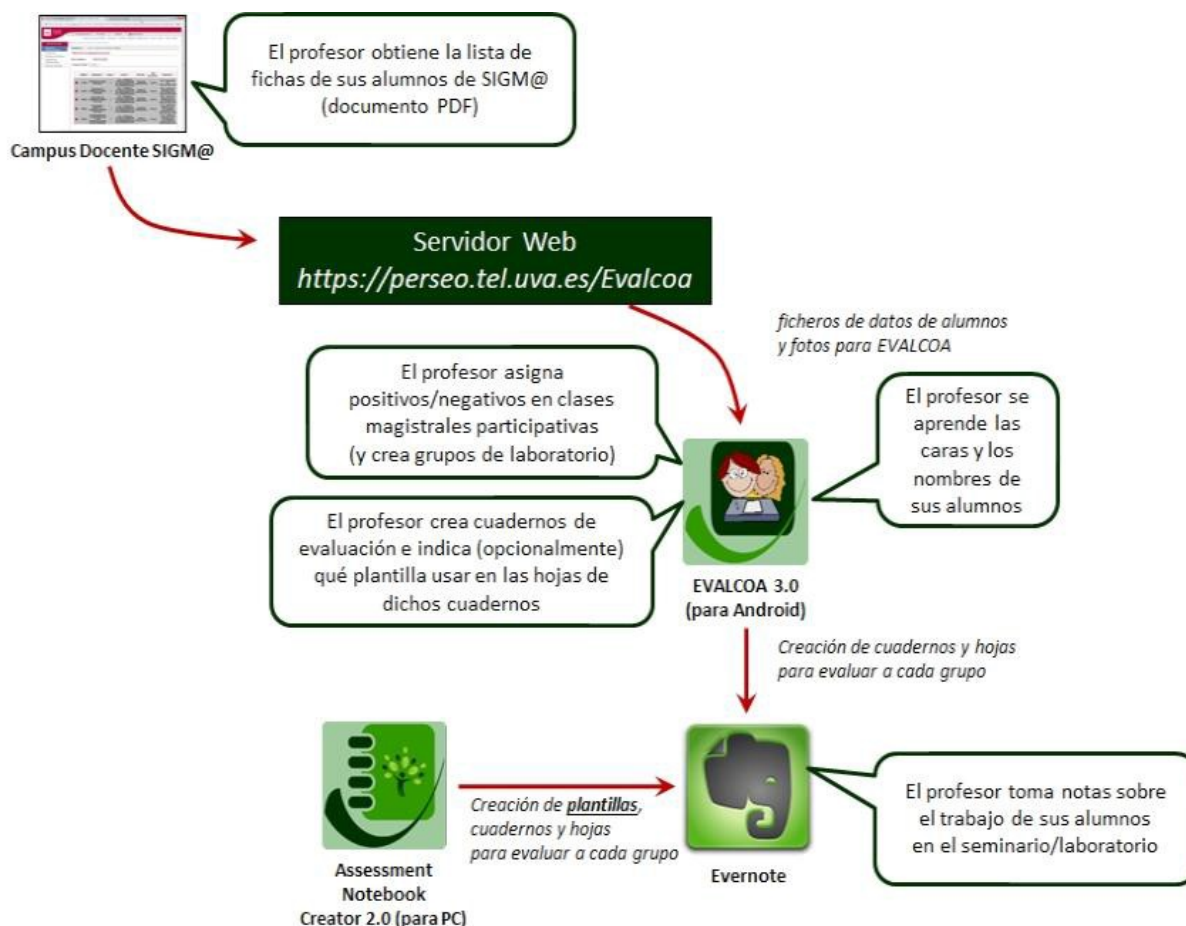 El profesor obtiene la lista de
fichas de sus alumnos de SIGM@
(documento PDF)
Campus Docente SIGM@
Servidor Web
https://perseo.tel.uva.es/Evalcoa
ficheros de datos de alumnos
y fotos para EVALCOA
El profesor asigna
positivos/negativos en clases
magistrales participativas
(y crea grupos de laboratorio)
El profesor se
aprende las
caras y los
nombres de
sus alumnos
El profesor crea cuadernos de
evaluación e indica (opcionalmente)
qué plantilla usar en las hojas de
dichos cuadernos
EVALCOA 3.0
(para Android)
Creación de cuadernos y hojas
para evaluar a cada grupo
Creación de plantillas,
cuadernos y hojas
para evaluar a cada grupo
El profesor toma notas sobre
el trabajo de sus alumnos
en el seminario/laboratorio
Assessment
Notebook
Creator 2.0 (para PC)
Evernote